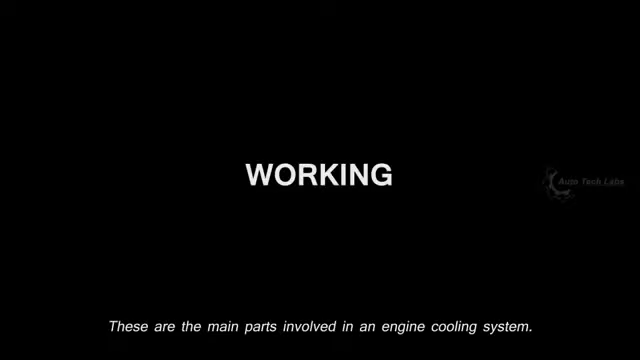 WORKING
Auto Tech Labs
These are the main parts involved in an engine cooling system.